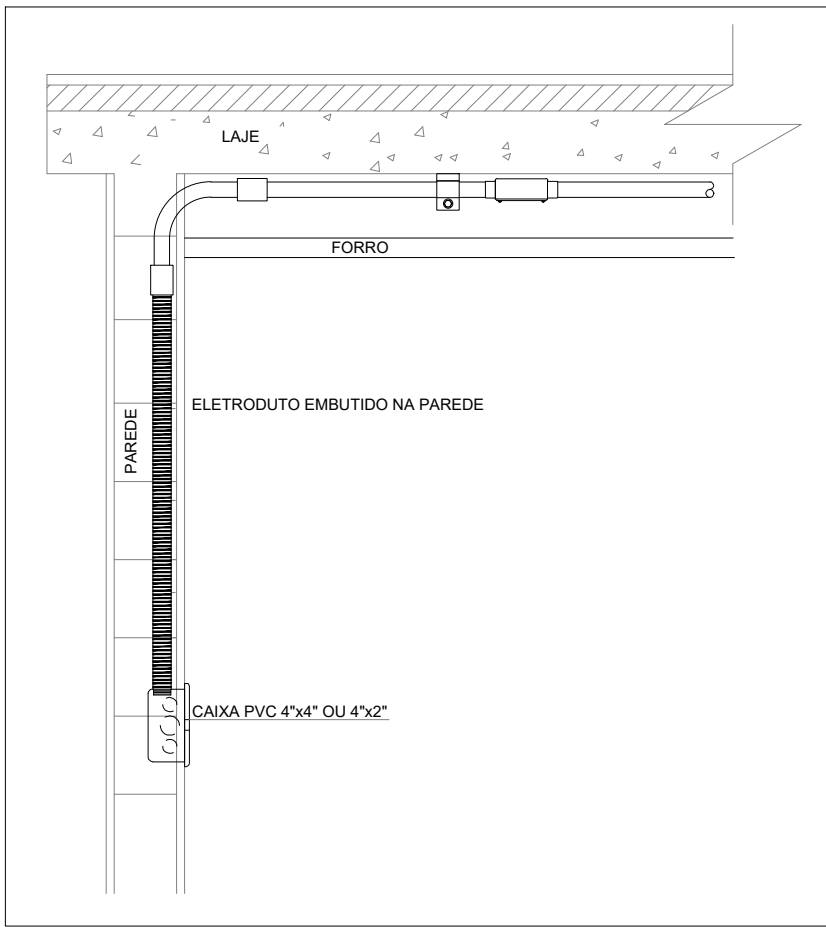 LAJE
FORRO
ELETRODUTO EMBUTIDO NA PAREDE
PAREDE
CAIXA PVC 4"x4" OU 4"x2"